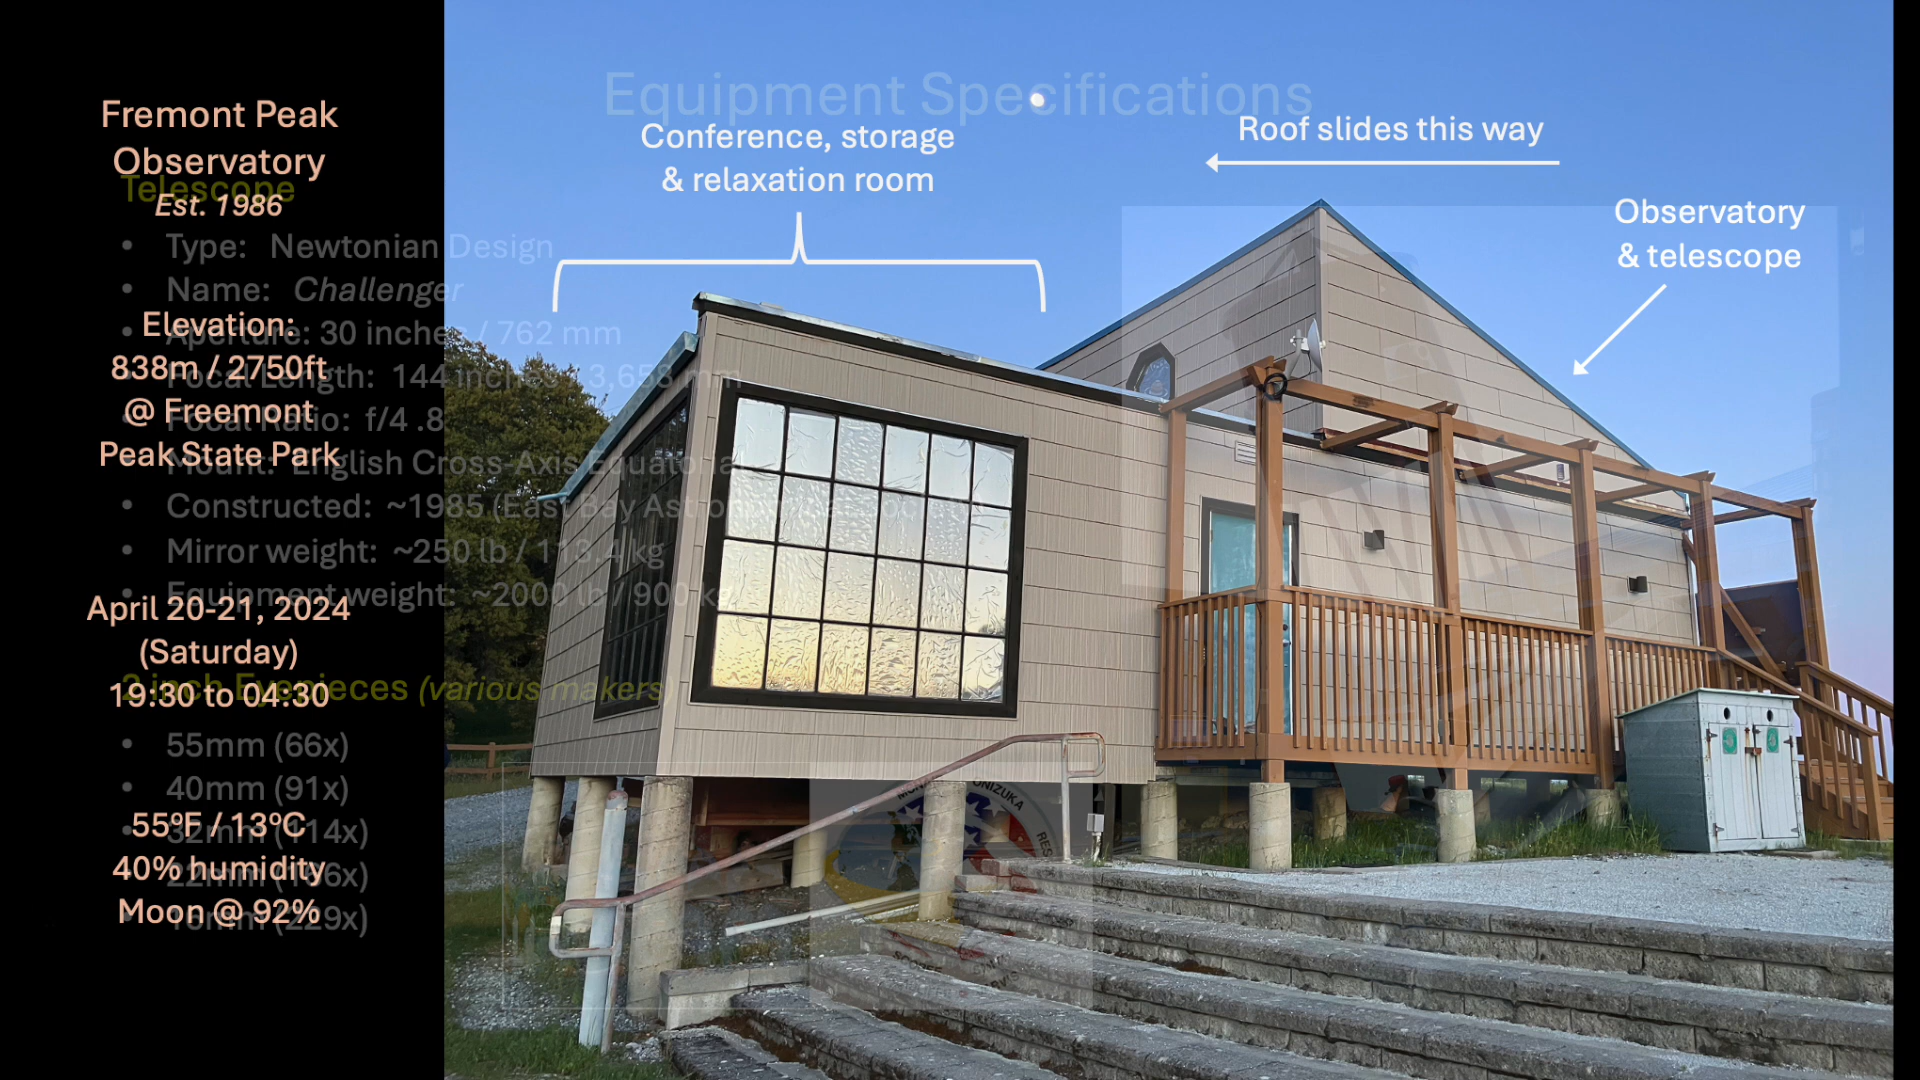 Equipment Specifications
Fremont Peak
Observatory
Est. 1986
Elevation:
838m / 2750ft
@ Freemont
Peak State Park
April 20-21, 2024
(Saturday)
19:30 to 04:30
55ºF / 13ºC
40% humidity
Moon @ 92%
Conference, storage
& relaxation room
Roof slides this way
Observatory
& telescope
Telescope
• Type: Newtonian Design
• Name: Challenger
• Aperture: 30 inches / 762 mm
• Focal Length: 144 inches / 3,658 mm
• Focal Ratio: f/4 .8
• Mount: English Cross-Axis Equatorial
• Constructed: ~1985 (East Bay
• Mirror weight: ~250 lb / 113.4 kg
• Equipment weight: ~2000 lb / 900 kg
2 inch Eyepieces (various makers
• 55mm (66x)
• 40mm (91x)
• 32mm (114x)
• 22mm (166x)
• 16mm (229x)
ONIZUKA